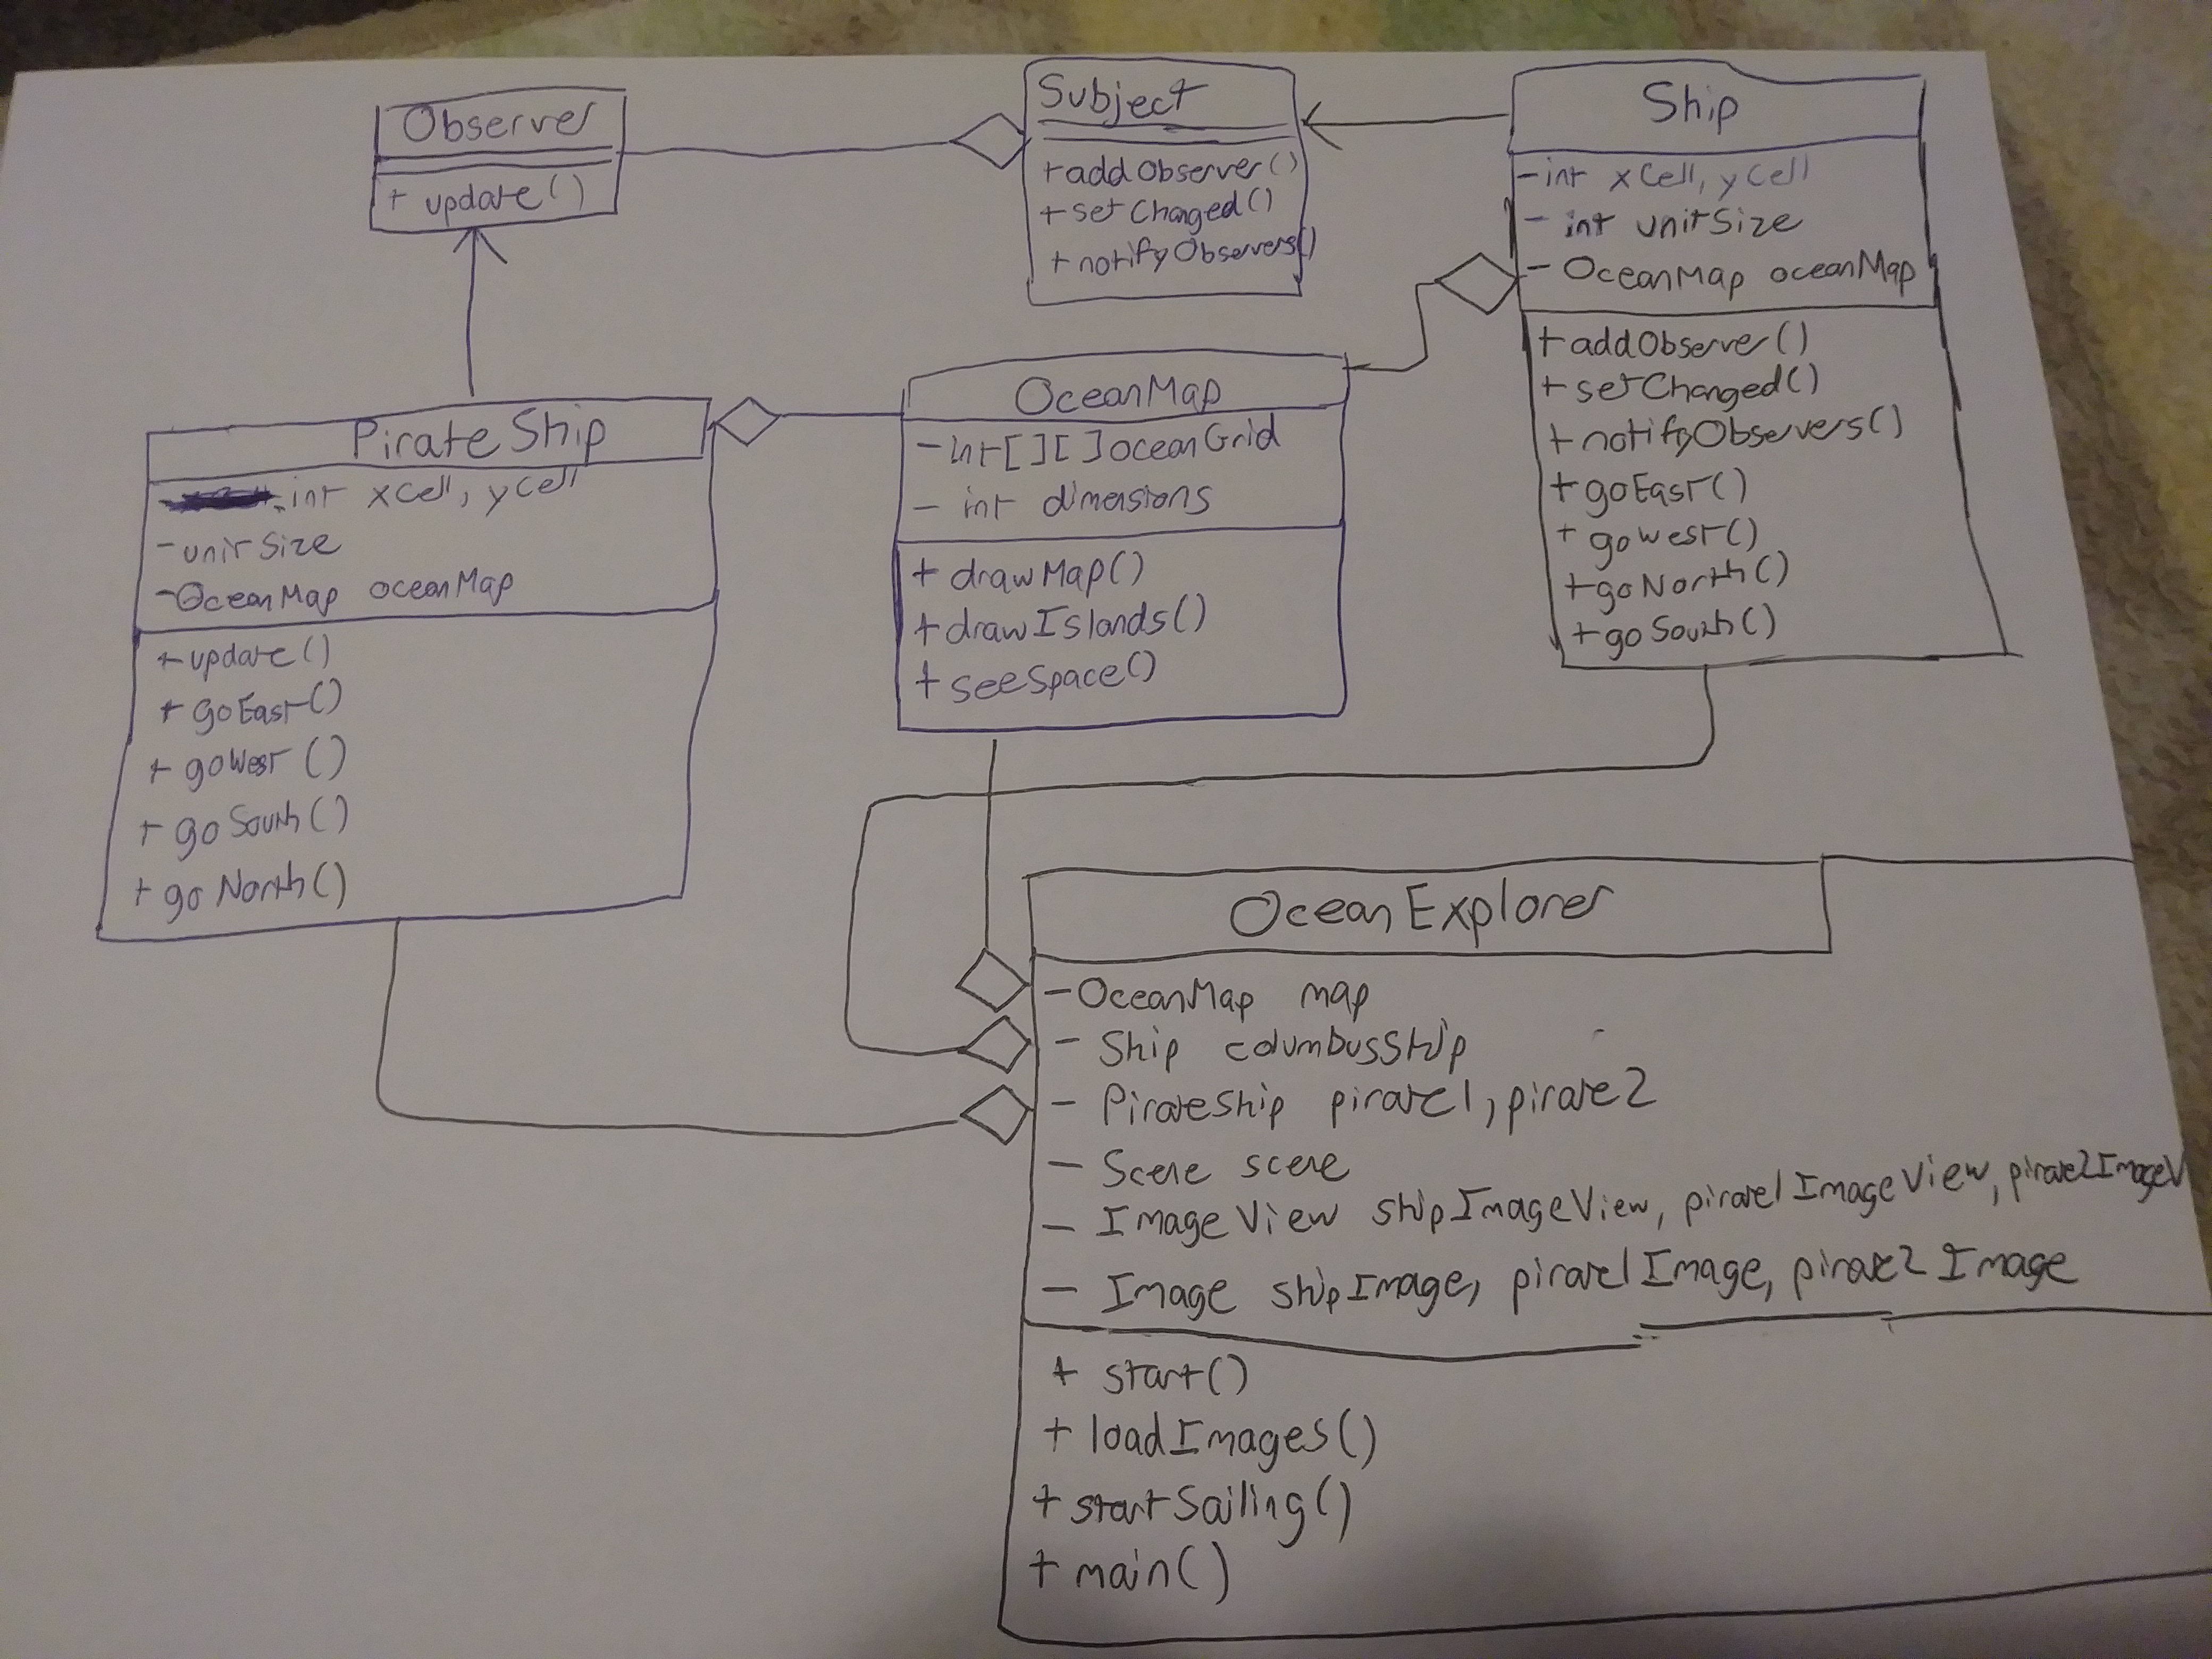 Observer
+ update()
Subject
+ addObserver()
+ setChanged()
+ notifyObservers()
Ship
- int xCell, yCell
- int unitSize
- OceanMap oceanMap
+ addObserver()
+ setChanged()
+ notifyObservers()
+ goEast()
+ goWest()
+ goNorth()
+ goSouth()
PirateShip
- int xCell, yCell
- unitSize
- OceanMap oceanMap
+ update()
+ goEast()
+ goWest()
+ goSouth()
+ goNorth()
OceanMap
- int[][] oceanGrid
- int dimensions
+ drawMap()
+ drawIslands()
+ seeSpace()
OceanExplorer
- OceanMap map
- Ship columbusShip
- PirateShip pirate1, pirate2
- Scene scene
- ImageView shipImageView, pirate1ImageView, pirate2ImageV
- Image shipImage, pirate1Image, pirate2Image
+ start()
+ loadImages()
+ startSailing()
+ main()